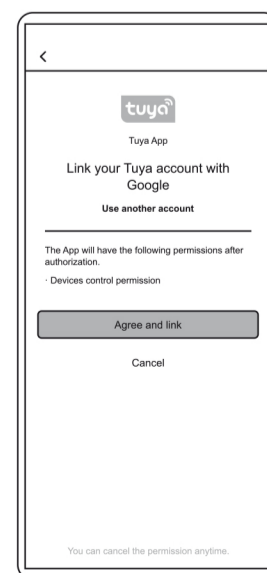 tuya
Tuya App
Link your Tuya account with
Google
Use another account
The App will have the following permissions after
authorization.
· Devices control permission
Agree and link
Cancel
You can cancel the permission anytime.